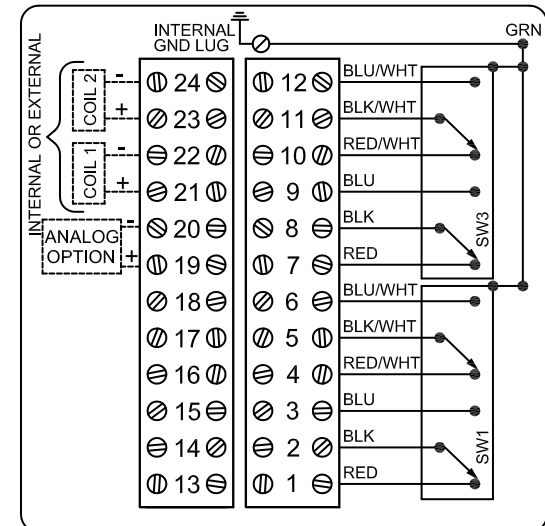 INTERNAL
GND LUG
GRN
INTERNAL OR EXTERNAL
COIL 2
-
+
COIL 1
-
+
ANALOG
OPTION
-
+
24
23
22
21
20
19
18
17
16
15
14
13
12
11
10
9
8
7
6
5
4
3
2
1
BLU/WHT
BLK/WHT
RED/WHT
BLU
BLK
RED
SW3
BLU/WHT
BLK/WHT
RED/WHT
BLU
BLK
RED
SW1